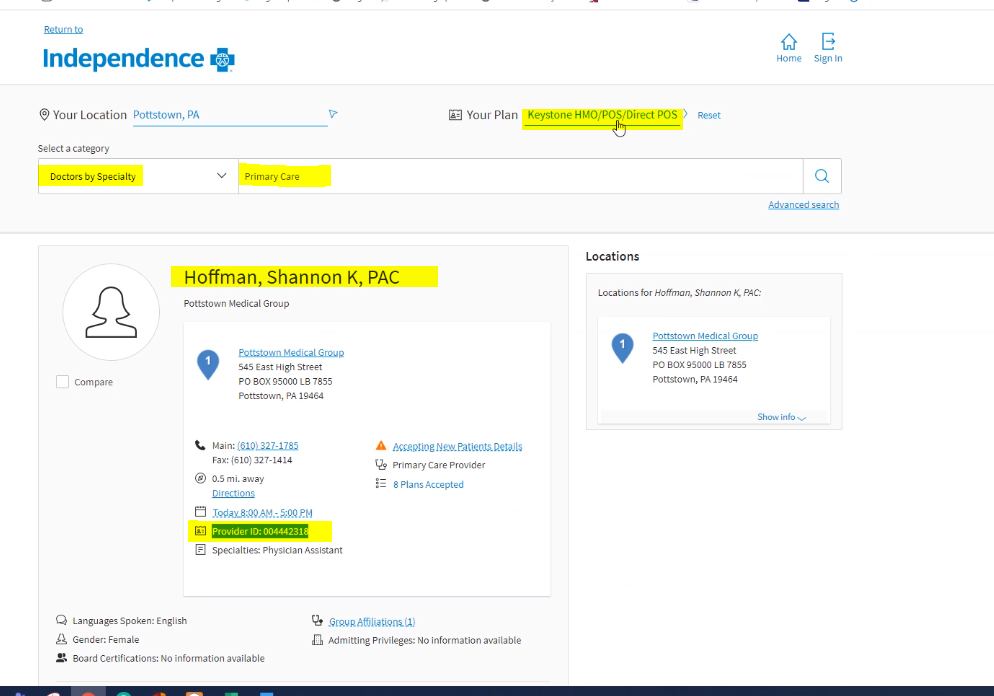 Return to
Independence
Home
Sign In
Your Location Pottstown, PA
Your Plan Keystone HMO/POS/Direct POS
Reset
Select a category
Doctors by Specialty
Primary Care
Advanced search
Hoffman, Shannon K, PAC
Pottstown Medical Group
1
Pottstown Medical Group
545 East High Street
PO BOX 95000 LB 7855
Pottstown, PA 19464
Compare
Main: (610) 327-1785
Fax: (610) 327-1414
0.5 mi. away
Directions
Today 8:00 AM - 5:00 PM
Provider ID: 004442318
Specialties: Physician Assistant
Accepting New Patients Details
Primary Care Provider
8 Plans Accepted
Languages Spoken: English
Gender: Female
Board Certifications: No information available
Group Affiliations (1)
Admitting Privileges: No information available
Locations
Locations for Hoffman, Shannon K, PAC:
1
Pottstown Medical Group
545 East High Street
PO BOX 95000 LB 7855
Pottstown, PA 19464
Show info